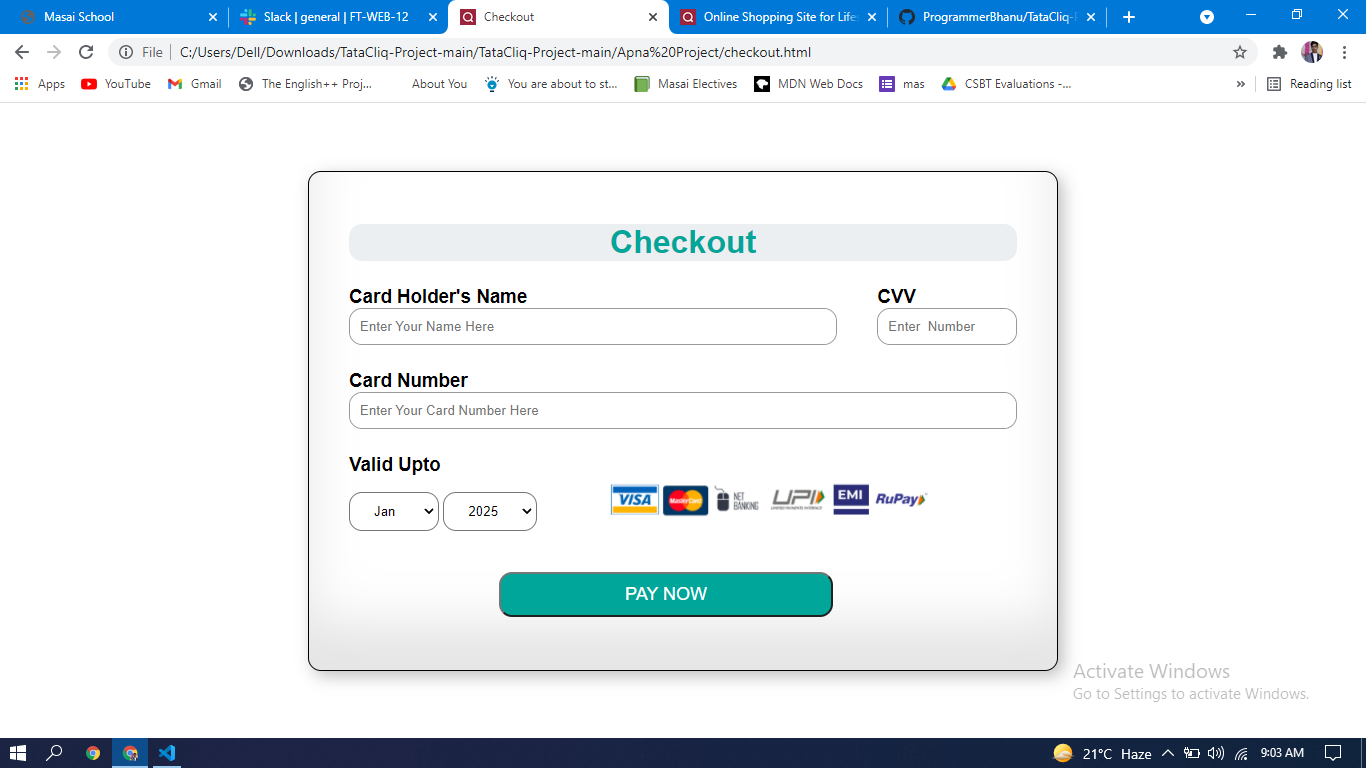 Masai School
Slack | general | FT-WEB-12
Checkout
Online Shopping Site for Life
ProgrammerBhanu/TataCliq-
File
C:/Users/Dell/Downloads/TataCliq-Project-main/TataCliq-Project-main/Apna%20Project/checkout.html
Apps
YouTube
Gmail
The English++ Proj...
About You
You are about to st...
Masai Electives
MDN Web Docs
mas
CSBT Evaluations -...
»
Reading list
Checkout
Card Holder's Name
CVV
Enter Your Name Here
Enter  Number
Card Number
Enter Your Card Number Here
Valid Upto
Jan
2025
VISA
MasterCard
NET
BANKING
UPI
EMI
RuPay
PAY NOW
Activate Windows
Go to Settings to activate Windows.
21°C Haze
9:03 AM